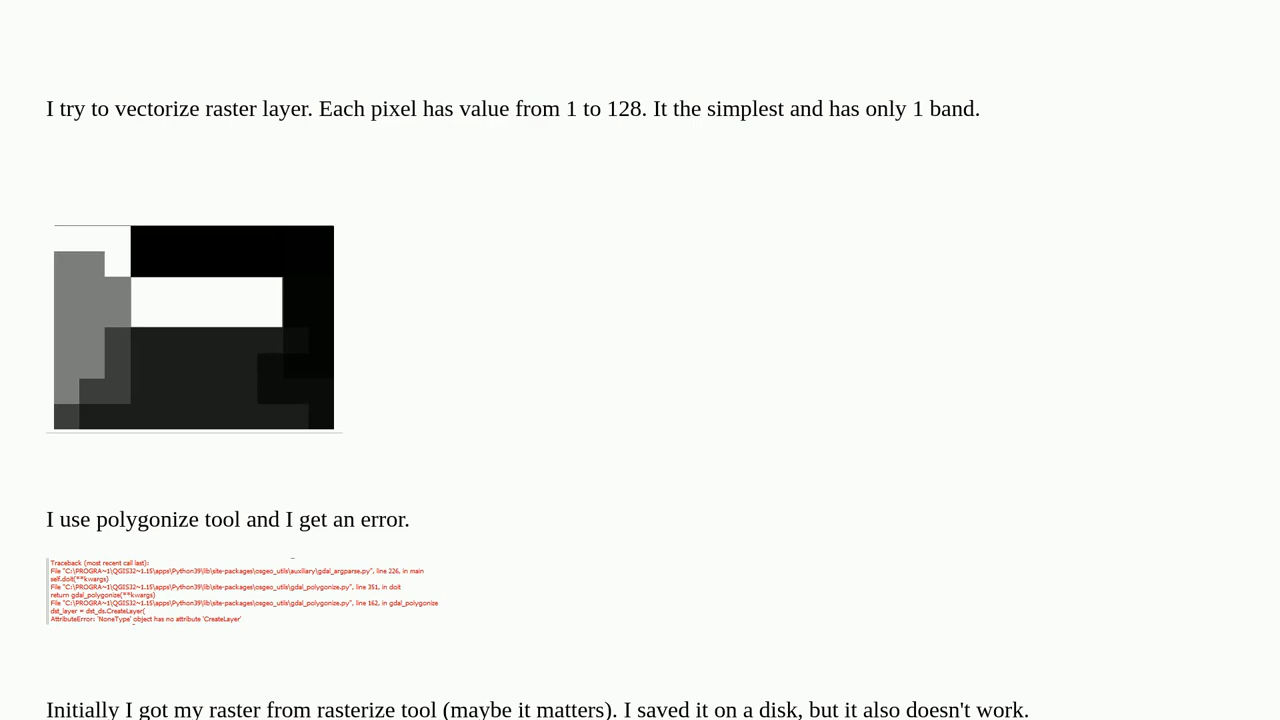 I try to vectorize raster layer. Each pixel has value from 1 to 128. It the simplest and has only 1 band.
I use polygonize tool and I get an error.
Traceback (most recent call last):
File "C:\PROGRA~1\QGIS32~1.15\apps\Python39\lib\site-packages\osgeo_utils\auxiliary\gdal_argparse.py", line 226, in main
self.doit(**kwargs)
File "C:\PROGRA~1\QGIS32~1.15\apps\Python39\lib\site-packages\osgeo_utils\gdal_polygonize.py", line 351, in doit
return gdal_polygonize(**kwargs)
File "C:\PROGRA~1\QGIS32~1.15\apps\Python39\lib\site-packages\osgeo_utils\gdal_polygonize.py", line 162, in gdal_polygonize
dst_layer = dst_ds.CreateLayer(
AttributeError: 'NoneType' object has no attribute 'CreateLayer'
Initially I got my raster from rasterize tool (maybe it matters). I saved it on a disk, but it also doesn't work.